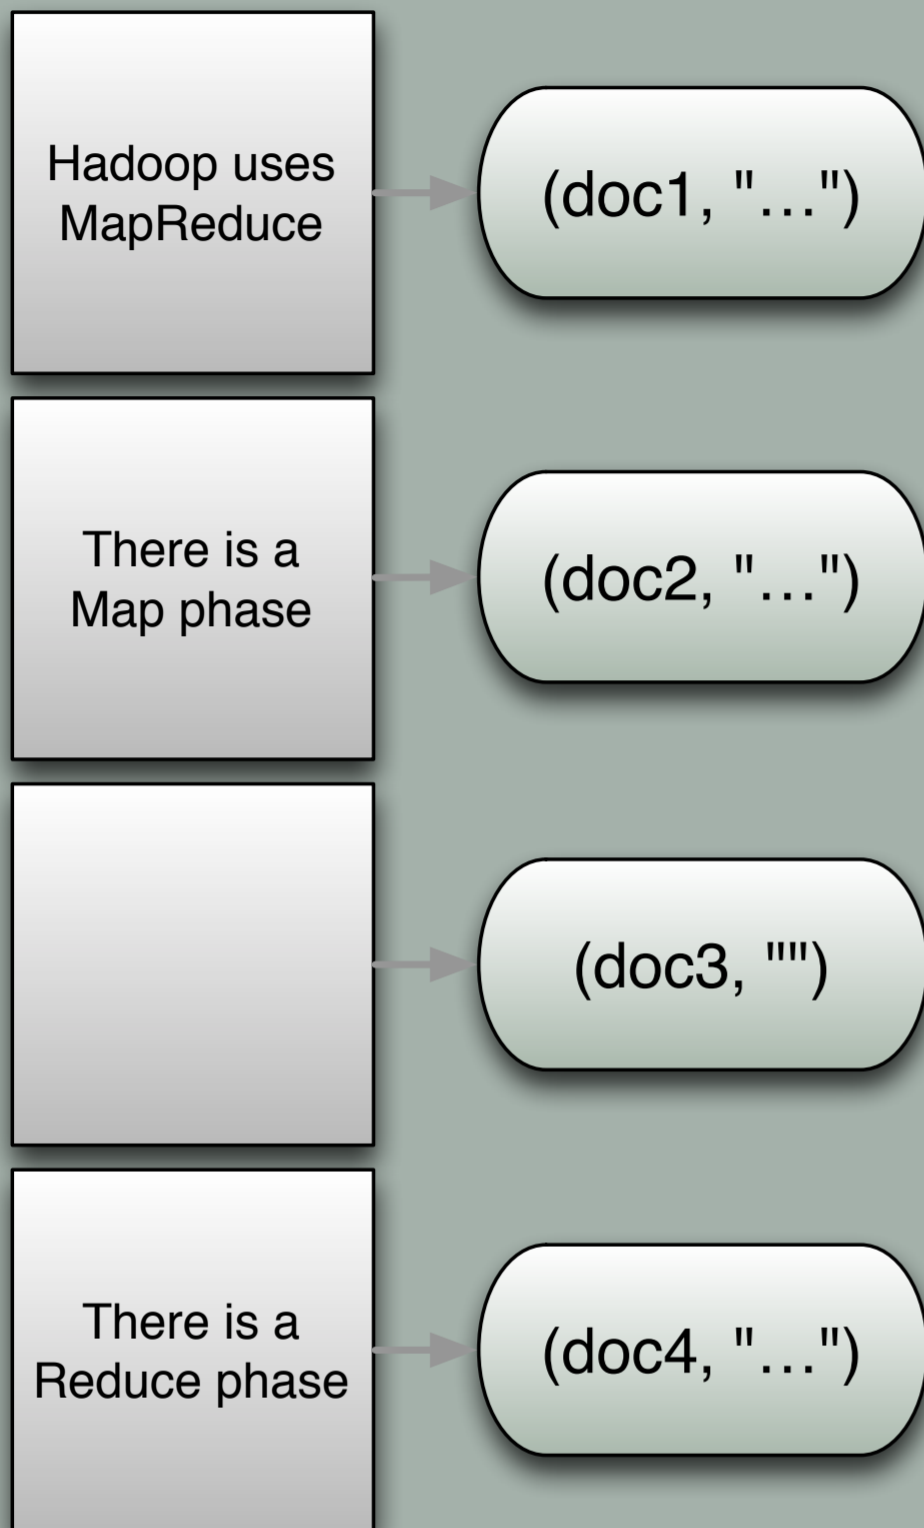 Hadoop uses
MapReduce
(doc1, "…")
There is a
Map phase
(doc2, "…")
(doc3, "")
There is a
Reduce phase
(doc4, "…")